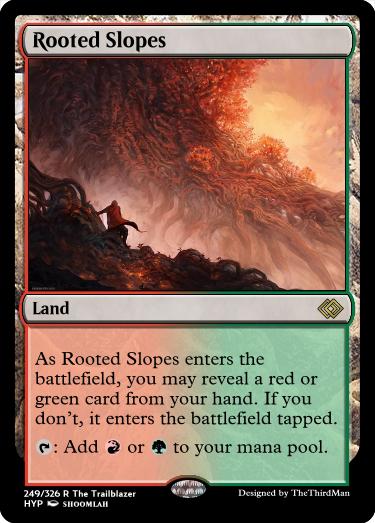 Rooted Slopes
Land
As Rooted Slopes enters the
battlefield, you may reveal a red or
green card from your hand. If you
don't, it enters the battlefield tapped.
: Add or to your mana pool.
249/326 R The Trailblazer
HYP SHOOMLAH
Designed by TheThirdMan